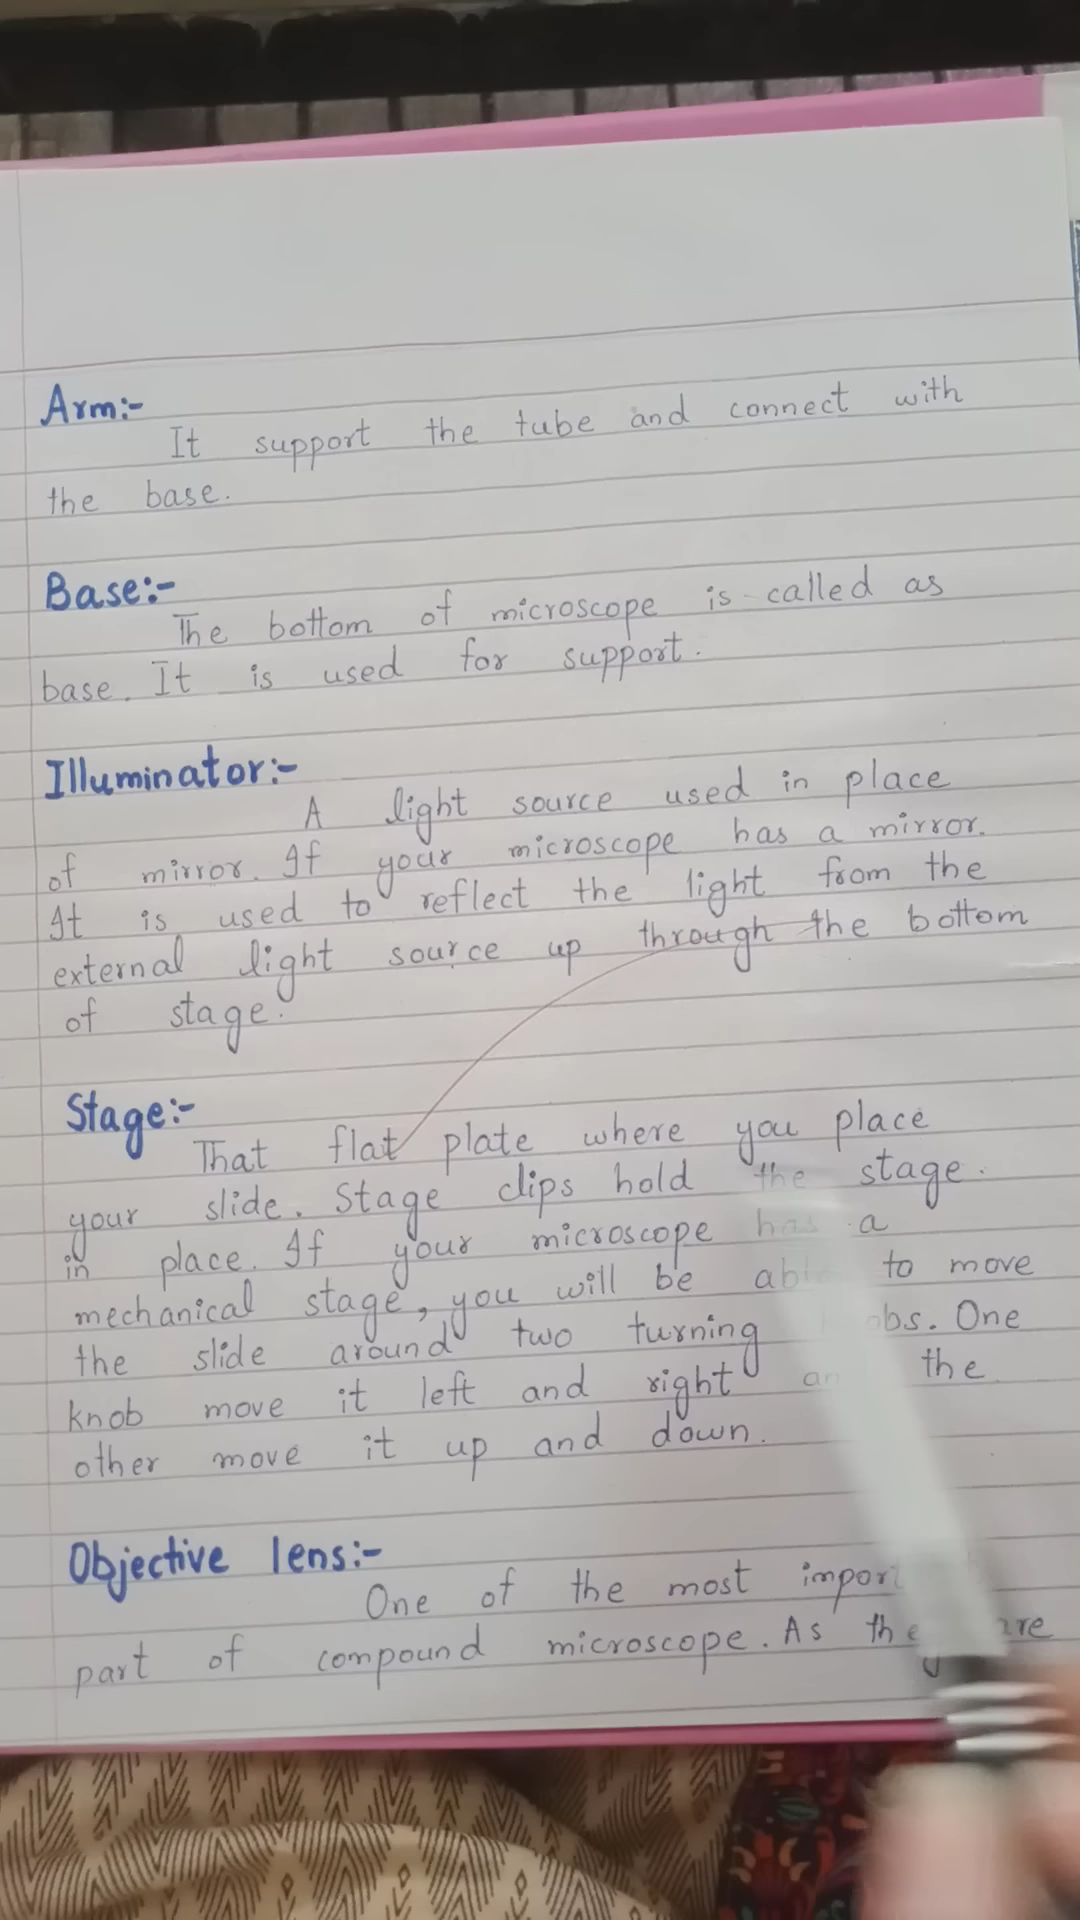 Arm:-
It support the tube and connect with
the base.
Base:-
The bottom of microscope is called as
base. It is used for support.
Illuminator:-
A light source used in place
of mirror. If your microscope has a mirror.
It is used to reflect the light from the
external light source up through the bottom
of stage.
Stage:-
That flat plate where you place
your slide. Stage clips hold the stage.
in place. If your microscope has a
mechanical stage, you will be able to move
the slide around two turning One
knob move it left and right the
other move it up and down.
Objective lens:-
One of the most
part of compound microscope. As are